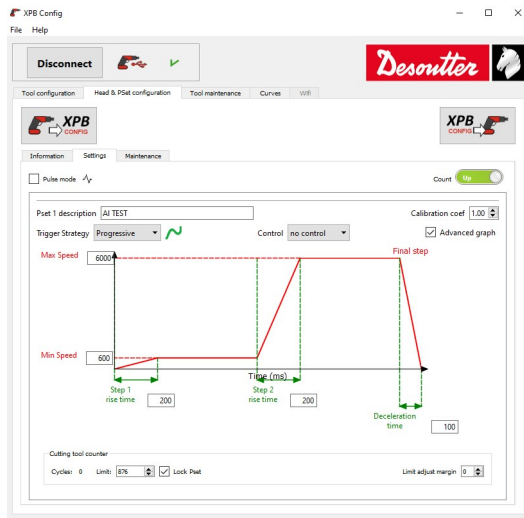 XPB Config
File Help
Disconnect
Desoutter
Tool configuration Head & PSet configuration Tool maintenance Curves Wifi
XPB CONFIG
XPB CONFIG
Information Settings Maintenance
Pulse mode
Count Up
Pset 1 description AI TEST
Calibration coef 1.00
Trigger Strategy Progressive
Control no control
Advanced graph
Max Speed 6000
Final step
Min Speed 600
Time (ms)
Step 1 rise time 200
Step 2 rise time 200
Deceleration time 100
Cutting tool counter
Cycles: 0 Limit: 876 Lock Pset
Limit adjust margin 0